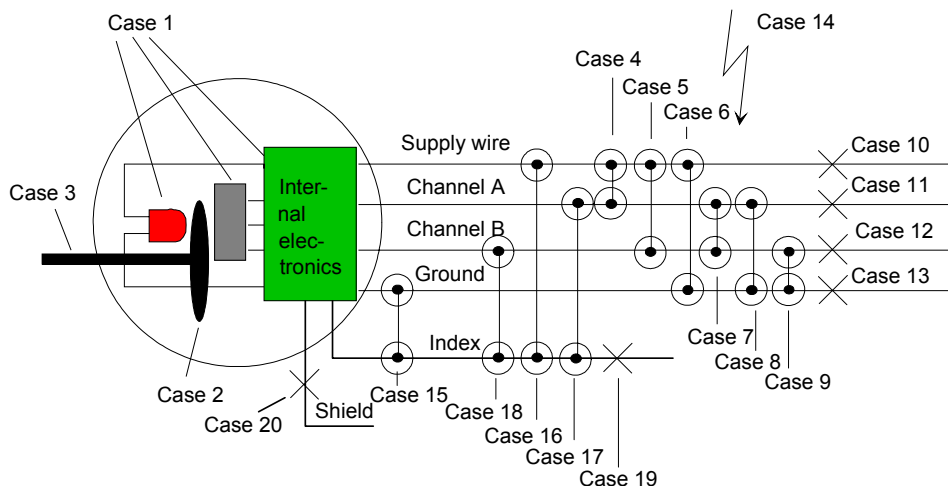 Case 1
Case 14
Case 4
Case 5
Case 6
Supply wire
Case 10
Case 3
Channel A
Case 11
Inter-
nal
elec-
tronics
Channel B
Case 12
Ground
Case 13
Case 7
Index
Case 8
Case 2
Case 15
Case 9
Case 20
Shield
Case 18
Case 16
Case 17
Case 19